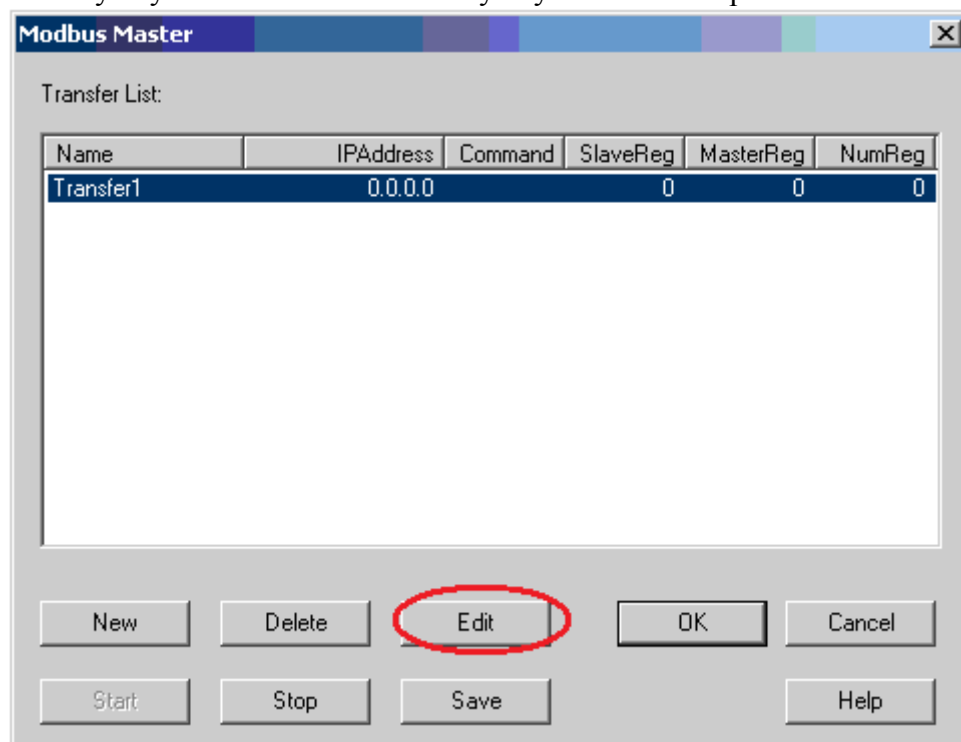 Modbus Master
Transfer List:
Name IPAddress Command SlaveReg MasterReg NumReg
Transfer1 0.0.0.0 0 0 0
New Delete Edit OK Cancel
Start Stop Save Help